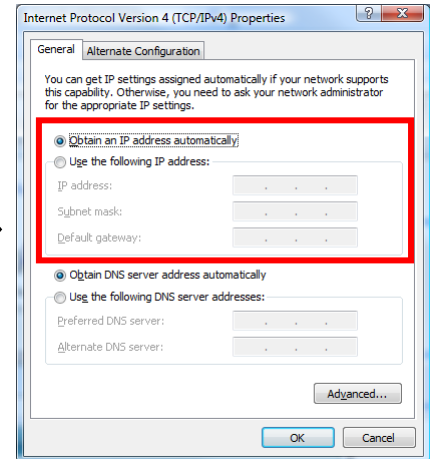 Internet Protocol Version 4 (TCP/IPv4) Properties
General
Alternate Configuration
You can get IP settings assigned automatically if your network supports
this capability. Otherwise, you need to ask your network administrator
for the appropriate IP settings.
Obtain an IP address automatically
Use the following IP address:
IP address:
Subnet mask:
Default gateway:
Obtain DNS server address automatically
Use the following DNS server addresses:
Preferred DNS server:
Alternate DNS server:
Advanced...
OK
Cancel